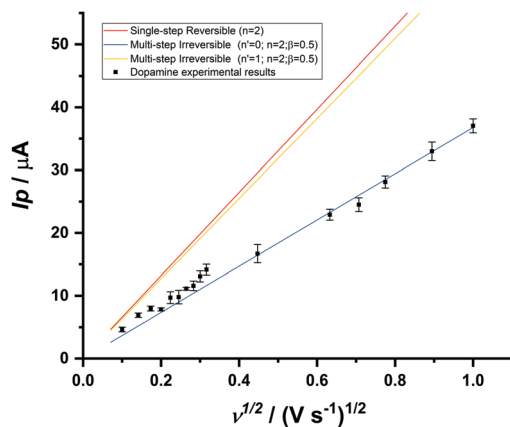 Single-step Reversible (n=2)
Multi-step Irreversible (n'=0; n=2;β=0.5)
Multi-step Irreversible (n'=1; n=2;β=0.5)
Dopamine experimental results
50
40
30
20
10
0
Ip / μA
0.0 0.2 0.4 0.6 0.8 1.0
ν^1/2 / (V s⁻¹)^1/2